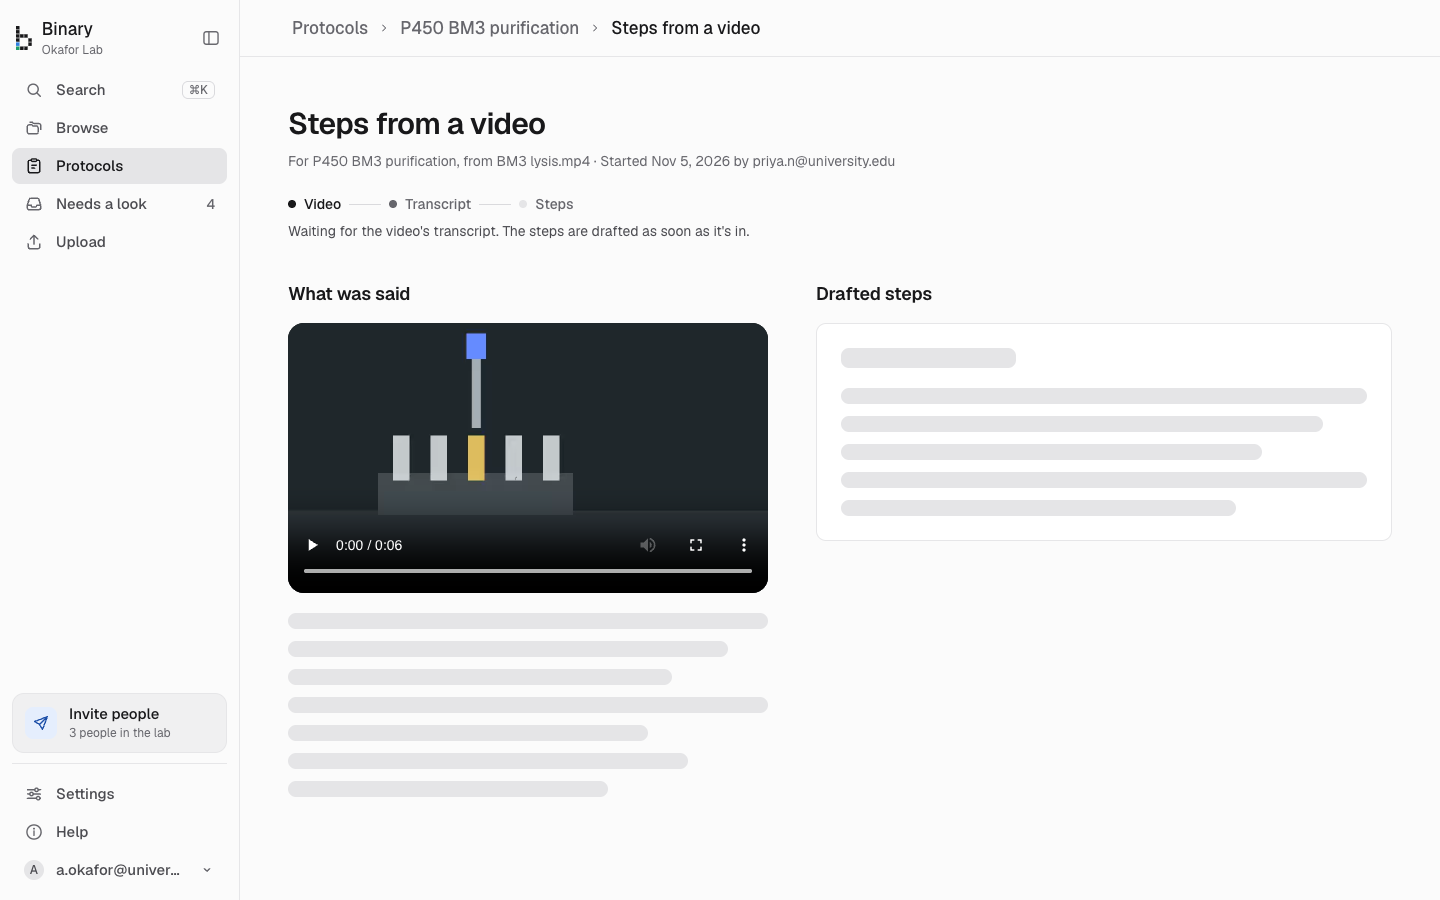 Binary
Okafor Lab
Search ⌘K
Browse
Protocols
Needs a look 4
Upload
Invite people
3 people in the lab
Settings
Help
A a.okafor@univer...
Protocols › P450 BM3 purification › Steps from a video
Steps from a video
For P450 BM3 purification, from BM3 lysis.mp4 · Started Nov 5, 2026 by priya.n@university.edu
Video Transcript Steps
Waiting for the video's transcript. The steps are drafted as soon as it's in.
What was said
0:00 / 0:06
Drafted steps